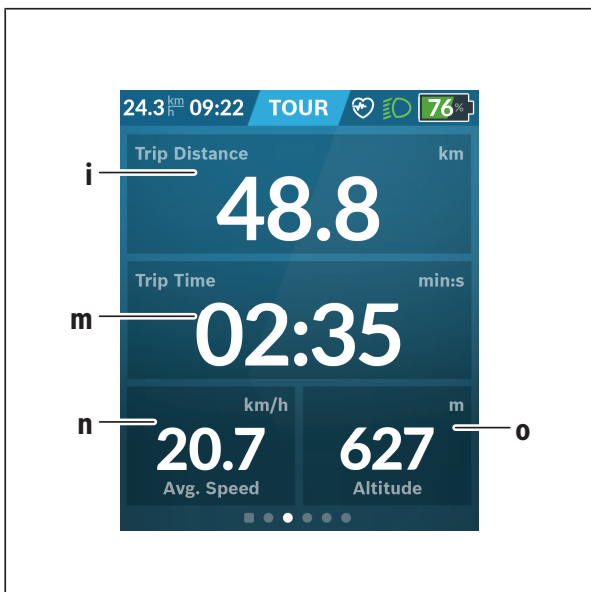 24.3 km/h 09:22 TOUR 76%
Trip Distance km
i
48.8
Trip Time min:s
m
02:35
km/h m
n o
20.7 627
Avg. Speed Altitude